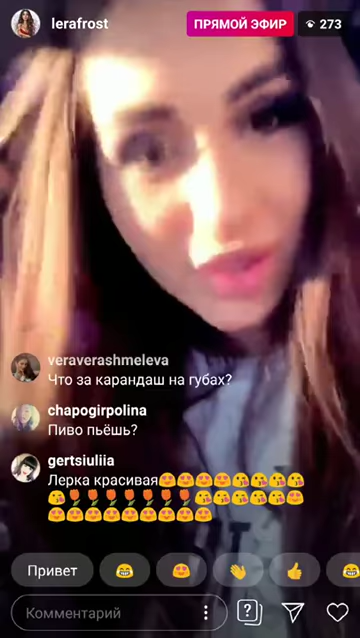 lerafrost
ПРЯМОЙ ЭФИР
273
veraverashmeleva
Что за карандаш на губах?
chapogirpolina
Пиво пьёшь?
gertsiuliia
Лерка красивая😍😍😍😍😘😘😘😘
😘🌹🌹🌹🌹🌹🌹🌹😘😘😘😘😘😍
😍😍😍😍😍😍😍😍😍
Привет 😂 😍 👋 👍 😂
Комментарий